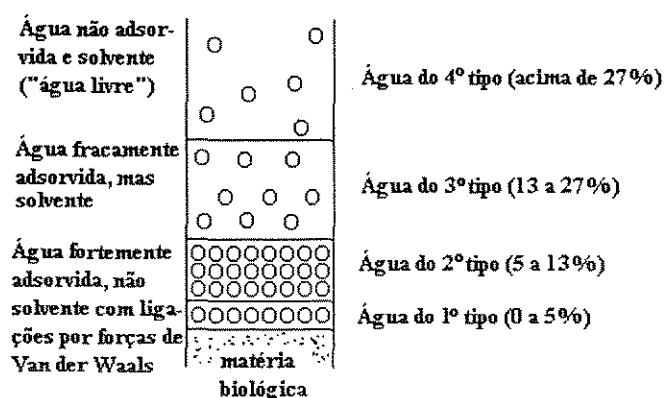 Água não adsor-
vida e solvente
("água livre")
Água do 4º tipo (acima de 27%)
Água fracamente
adsorvida, mas
solvente
Água do 3º tipo (13 a 27%)
Água fortemente
adsorvida, não
solvente com liga-
ções por forças de
Van der Waals
Água do 2º tipo (5 a 13%)
Água do 1º tipo (0 a 5%)
matéria
biológica